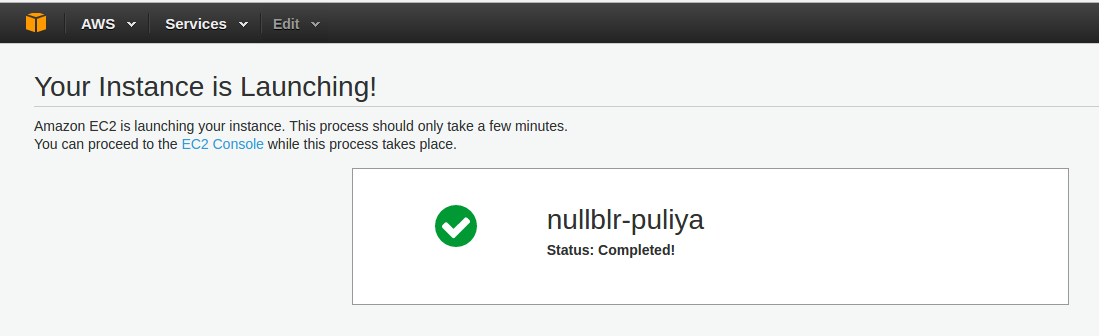 AWS Services Edit
Your Instance is Launching!
Amazon EC2 is launching your instance. This process should only take a few minutes.
You can proceed to the EC2 Console while this process takes place.
nullblr-puliya
Status: Completed!